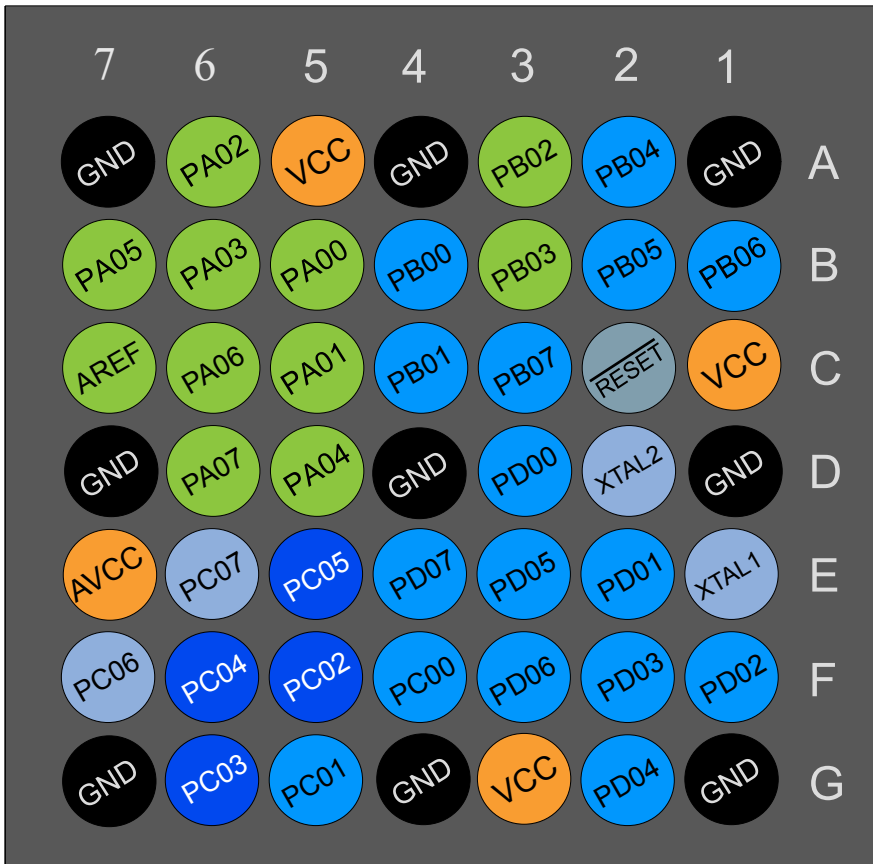 7 6 5 4 3 2 1
GND PA02 VCC GND PB02 PB04 GND A
PA05 PA03 PA00 PB00 PB03 PB05 PB06 B
AREF PA06 PA01 PB01 PB07 RESET VCC C
GND PA07 PA04 GND PD00 XTAL2 GND D
AVCC PC07 PC05 PD07 PD05 PD01 XTAL1 E
PC06 PC04 PC02 PC00 PD06 PD03 PD02 F
GND PC03 PC01 GND VCC PD04 GND G